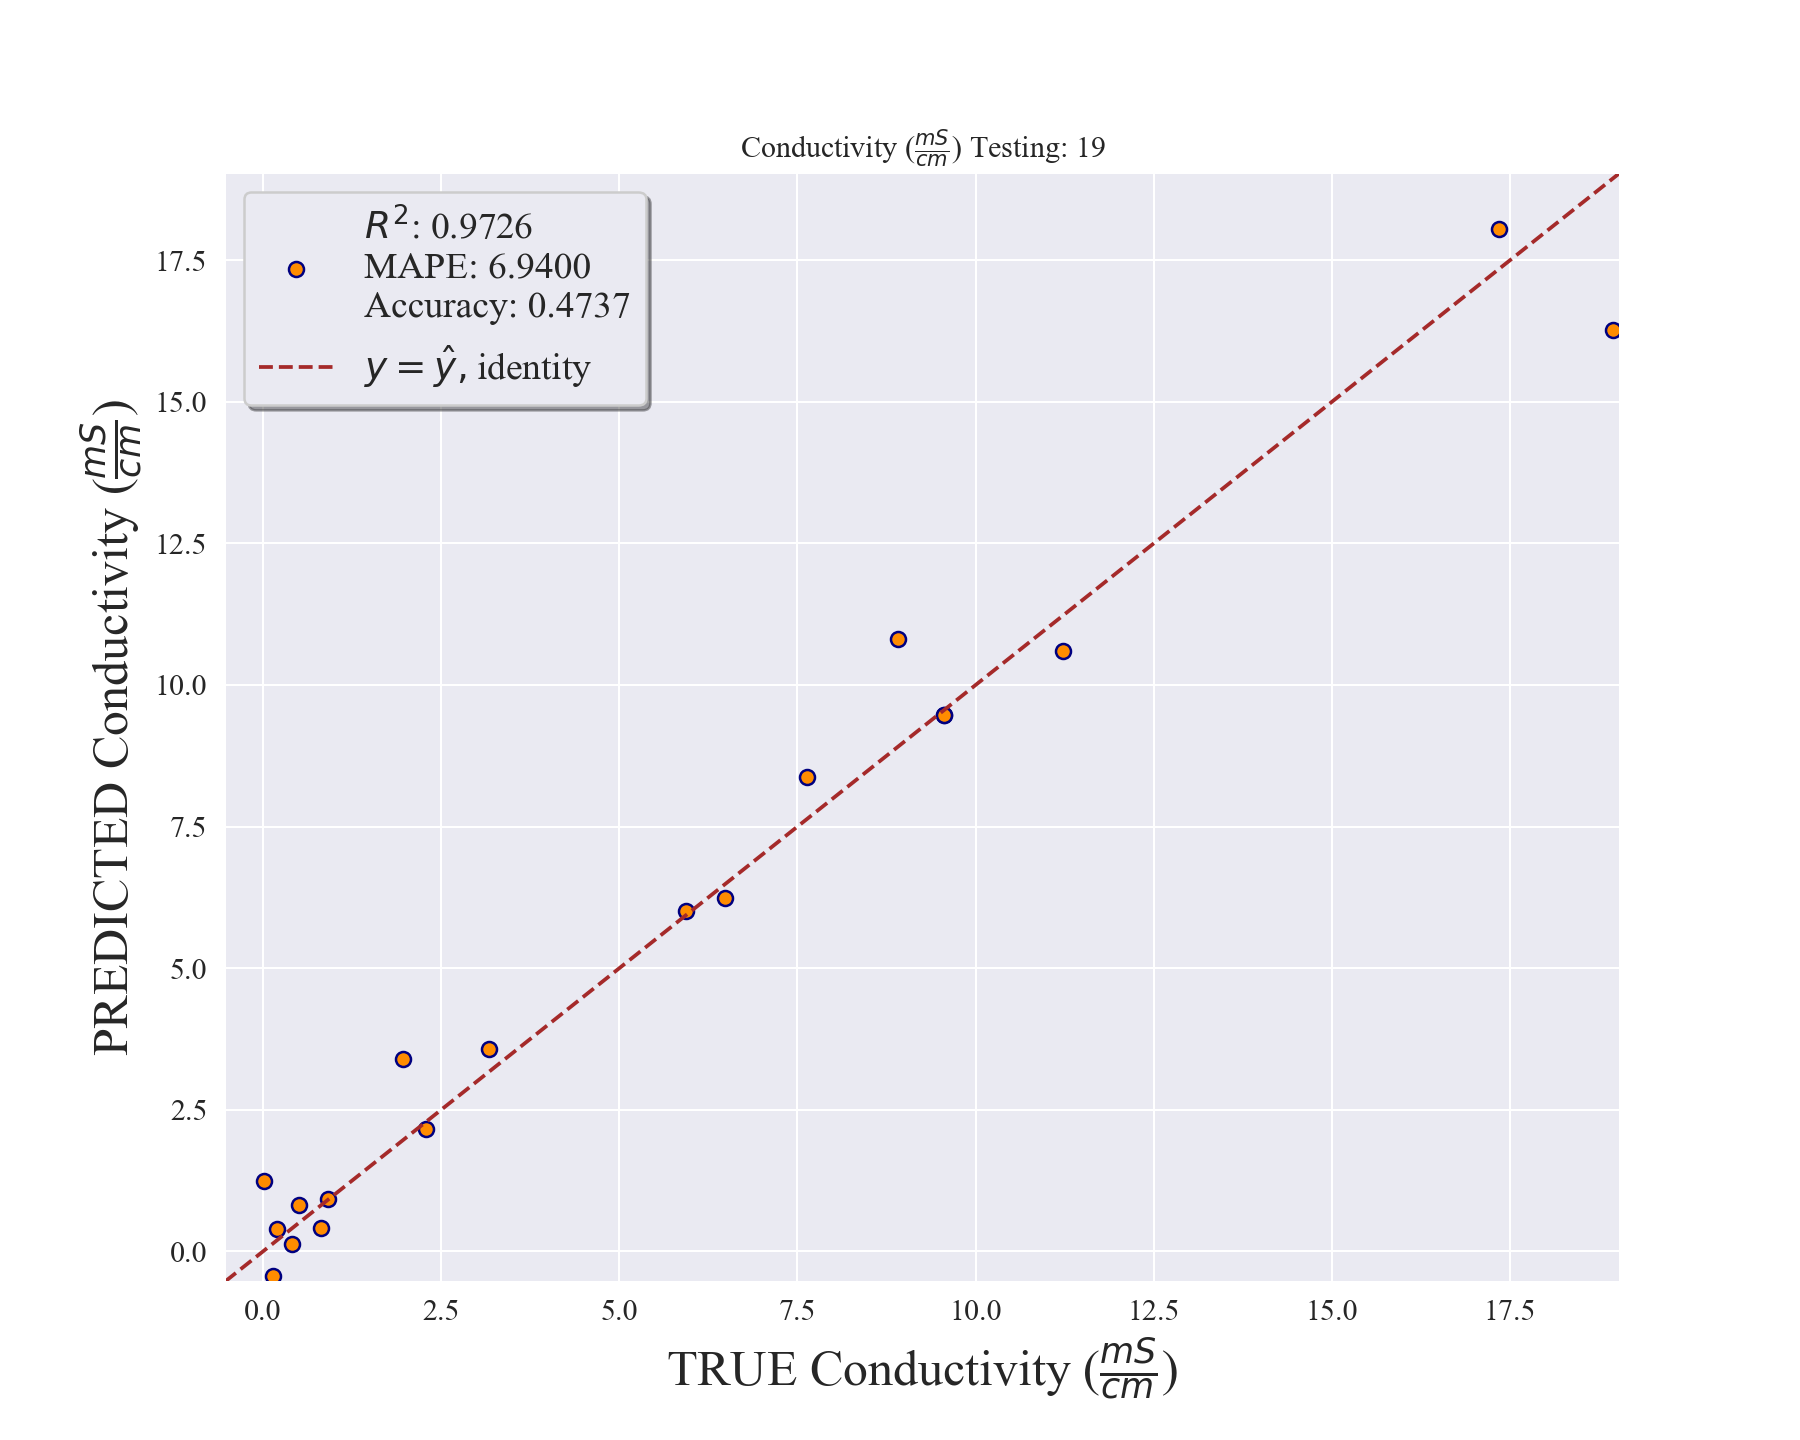 Conductivity (mS/cm) Testing: 19
R²: 0.9726
MAPE: 6.9400
Accuracy: 0.4737
y = ŷ, identity
PREDICTED Conductivity (mS/cm)
17.5
15.0
12.5
10.0
7.5
5.0
2.5
0.0
0.0 2.5 5.0 7.5 10.0 12.5 15.0 17.5
TRUE Conductivity (mS/cm)